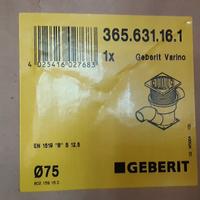 365.631.16.1
4 025416 027683
1x
Geberit Varino
EN 1519 "B" S 12,5
Ø75
GEBERIT